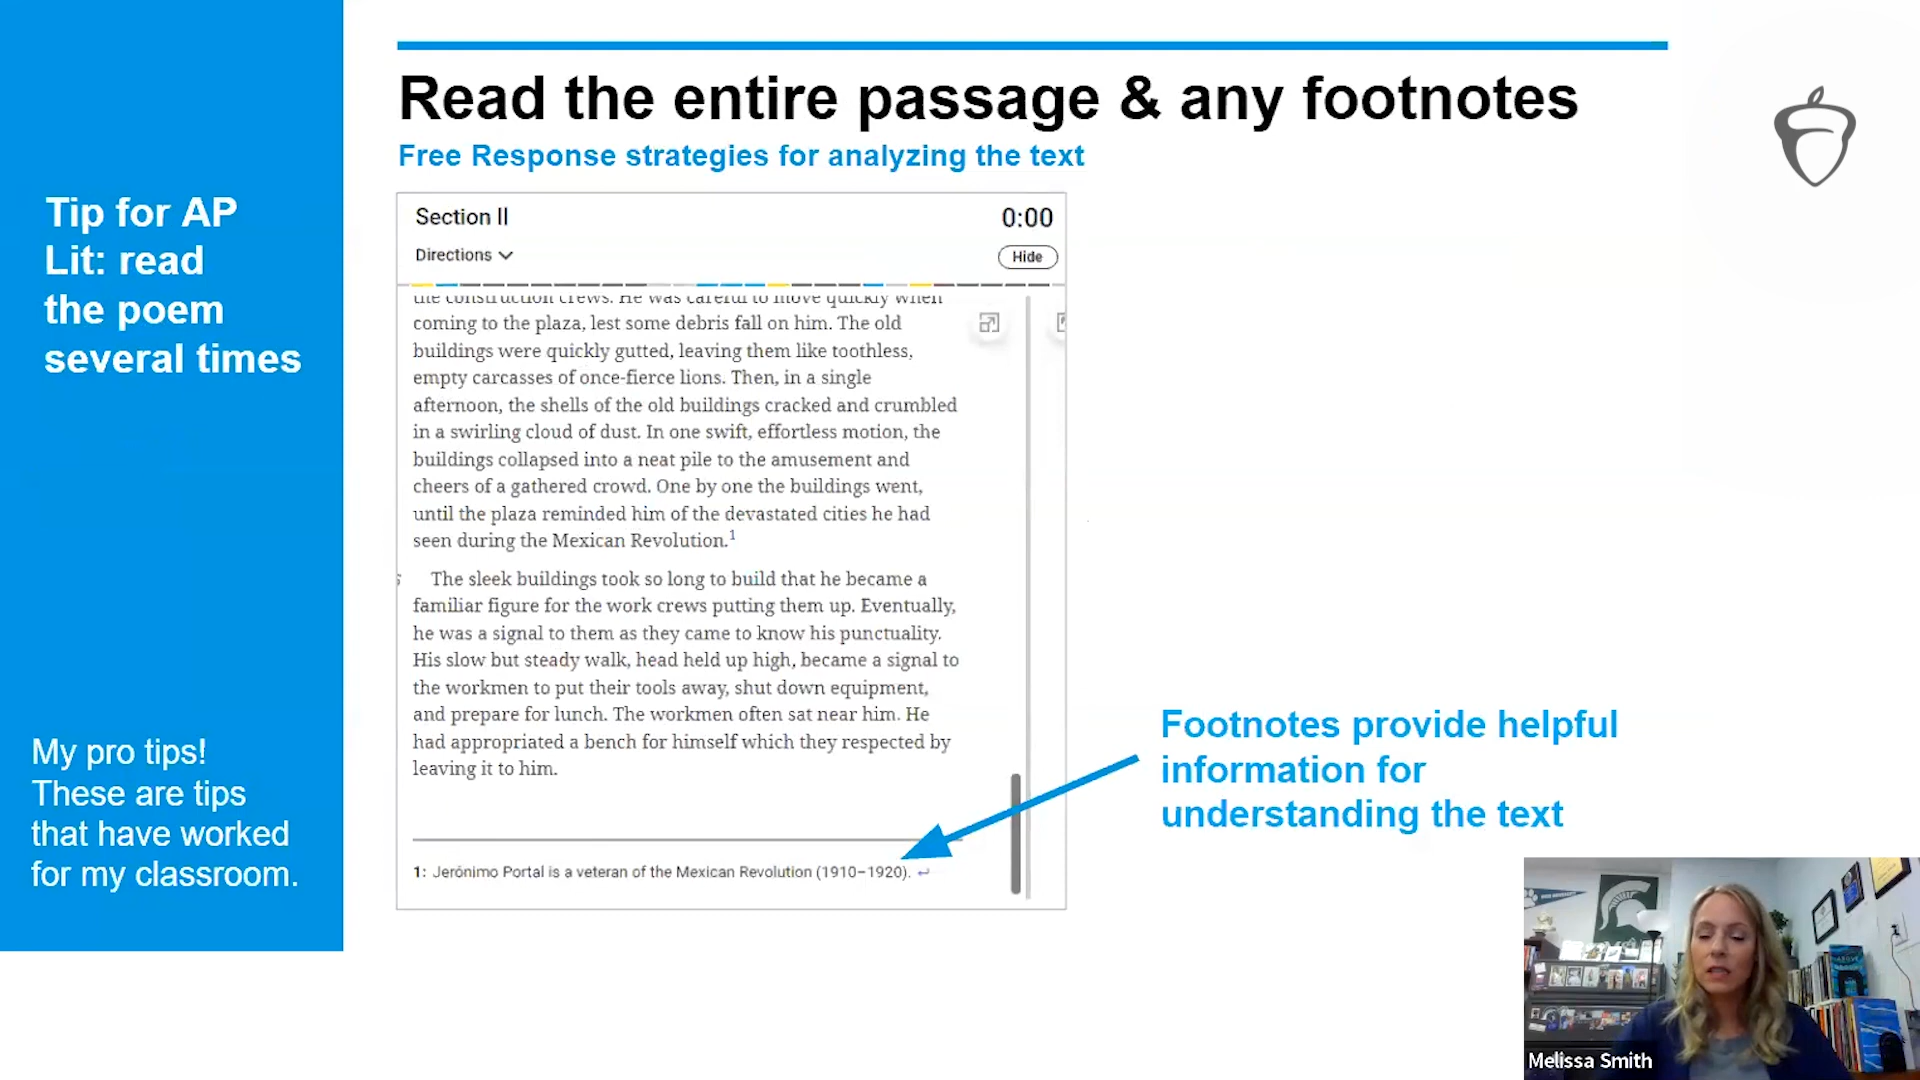 Read the entire passage & any footnotes
Free Response strategies for analyzing the text
Tip for AP
Lit: read
the poem
several times
My pro tips!
These are tips
that have worked
for my classroom.
Section II
0:00
Directions
Hide
the construction crews. He was careful to move quickly when
coming to the plaza, lest some debris fall on him. The old
buildings were quickly gutted, leaving them like toothless,
empty carcasses of once-fierce lions. Then, in a single
afternoon, the shells of the old buildings cracked and crumbled
in a swirling cloud of dust. In one swift, effortless motion, the
buildings collapsed into a neat pile to the amusement and
cheers of a gathered crowd. One by one the buildings went,
until the plaza reminded him of the devastated cities he had
seen during the Mexican Revolution.1
The sleek buildings took so long to build that he became a
familiar figure for the work crews putting them up. Eventually,
he was a signal to them as they came to know his punctuality.
His slow but steady walk, head held up high, became a signal to
the workmen to put their tools away, shut down equipment,
and prepare for lunch. The workmen often sat near him. He
had appropriated a bench for himself which they respected by
leaving it to him.
1: Jerónimo Portal is a veteran of the Mexican Revolution (1910–1920). ↩
Footnotes provide helpful
information for
understanding the text
Melissa Smith